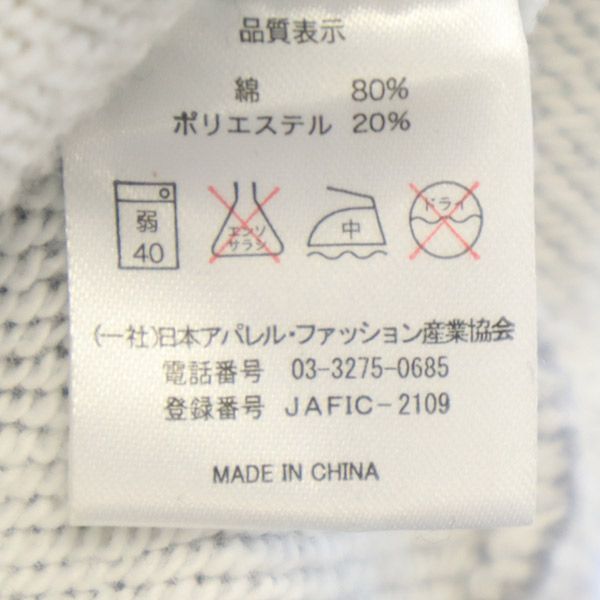 品質表示
綿 80%
ポリエステル 20%
弱
40
エンソ
サラシ
中
ドライ
(一社)日本アパレル・ファッション産業協会
電話番号 03-3275-0685
登録番号 JAFIC-2109
MADE IN CHINA